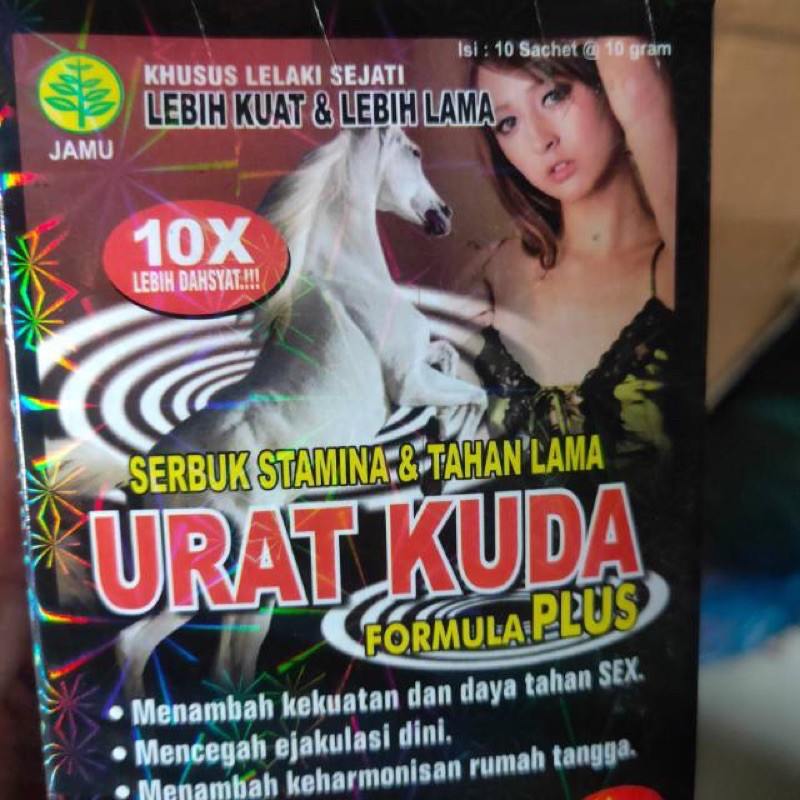 Isi : 10 Sachet @ 10 gram
KHUSUS LELAKI SEJATI
LEBIH KUAT & LEBIH LAMA
JAMU
10X
LEBIH DAHSYAT.!!!
SERBUK STAMINA & TAHAN LAMA
URAT KUDA
FORMULA PLUS
• Menambah kekuatan dan daya tahan SEX.
• Mencegah ejakulasi dini.
• Menambah keharmonisan rumah tangga.